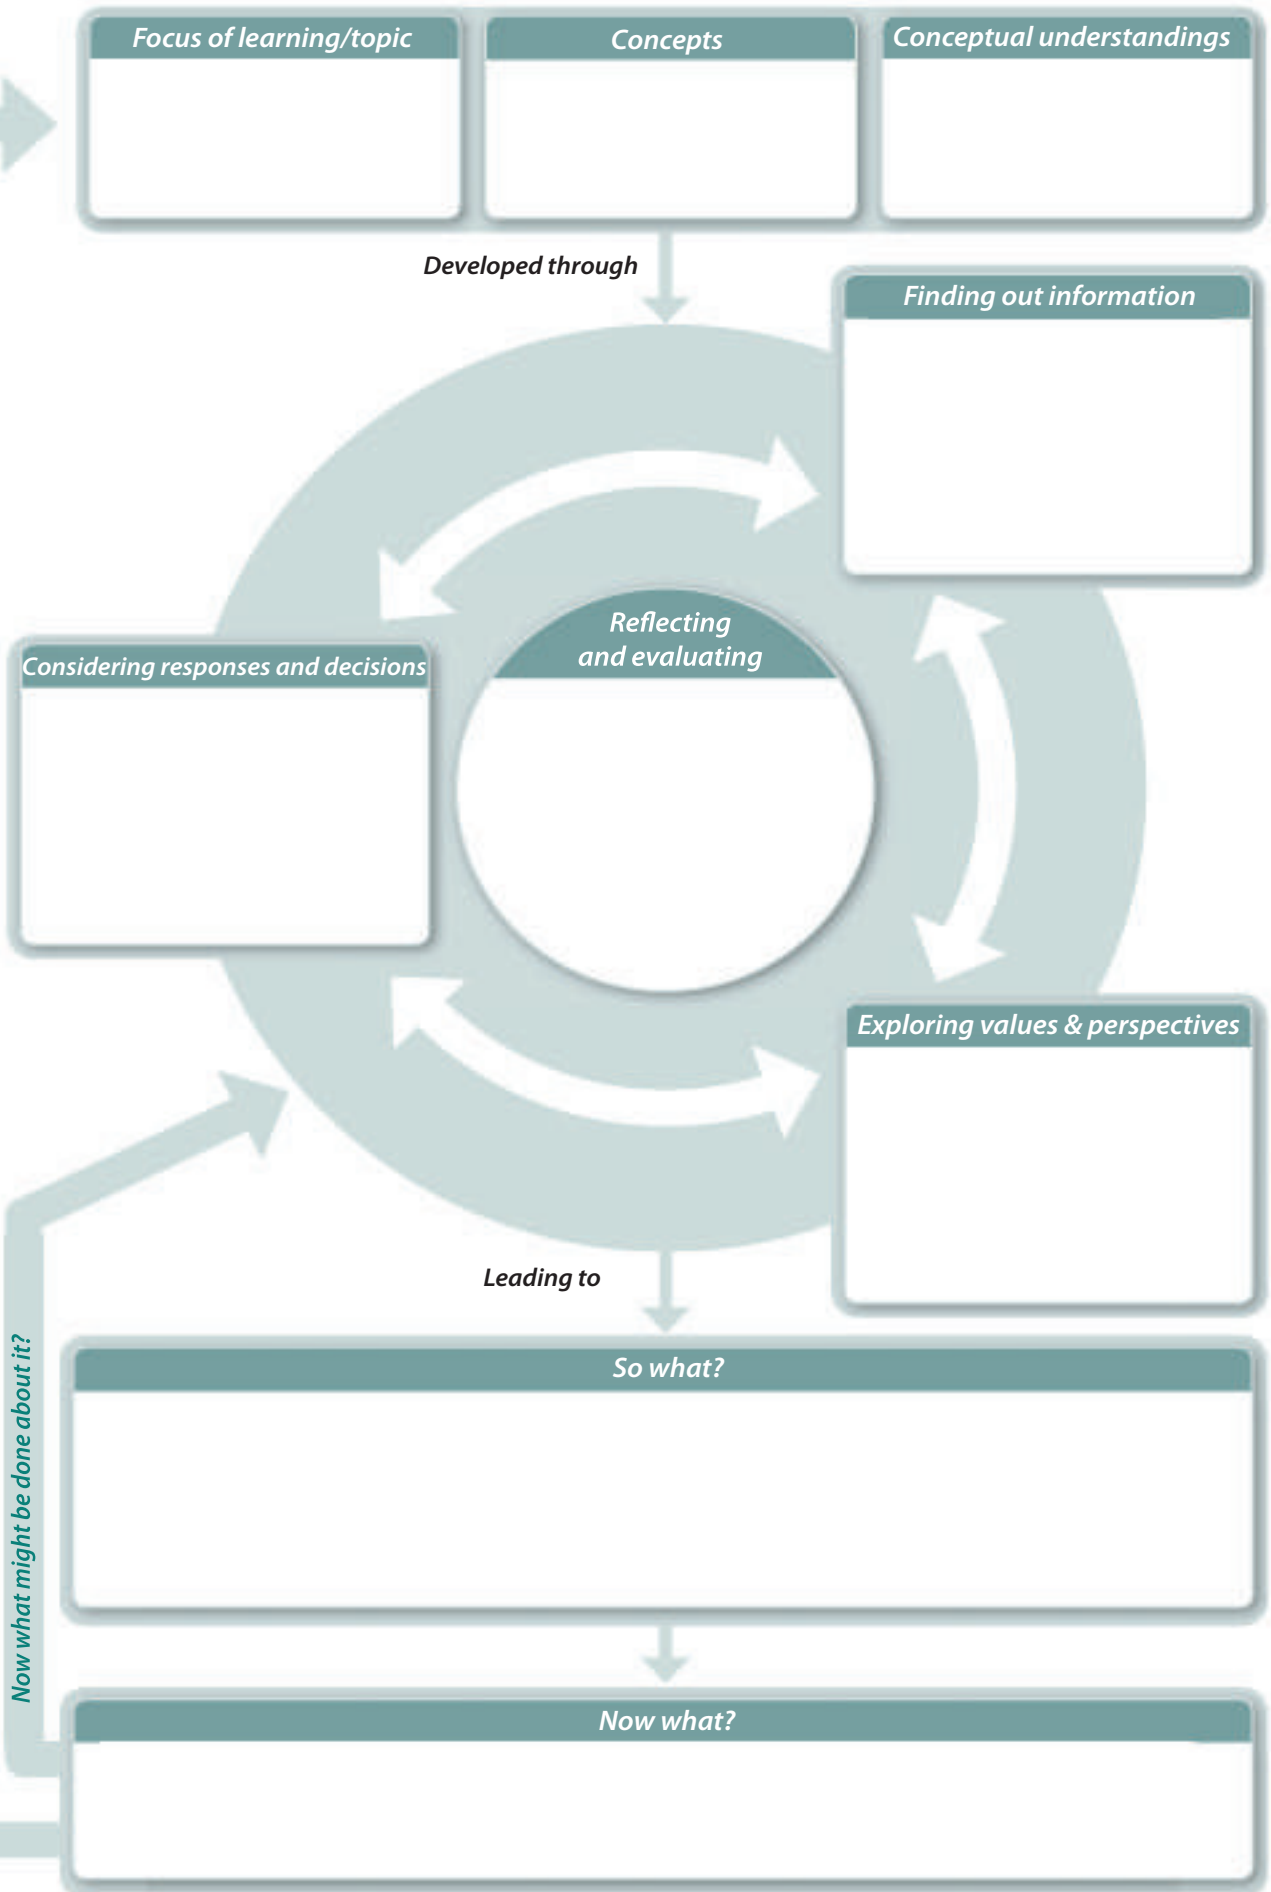 Focus of learning/topic
Concepts
Conceptual understandings
Developed through
Finding out information
Reflecting
and evaluating
Considering responses and decisions
Exploring values & perspectives
Leading to
So what?
Now what might be done about it?
Now what?